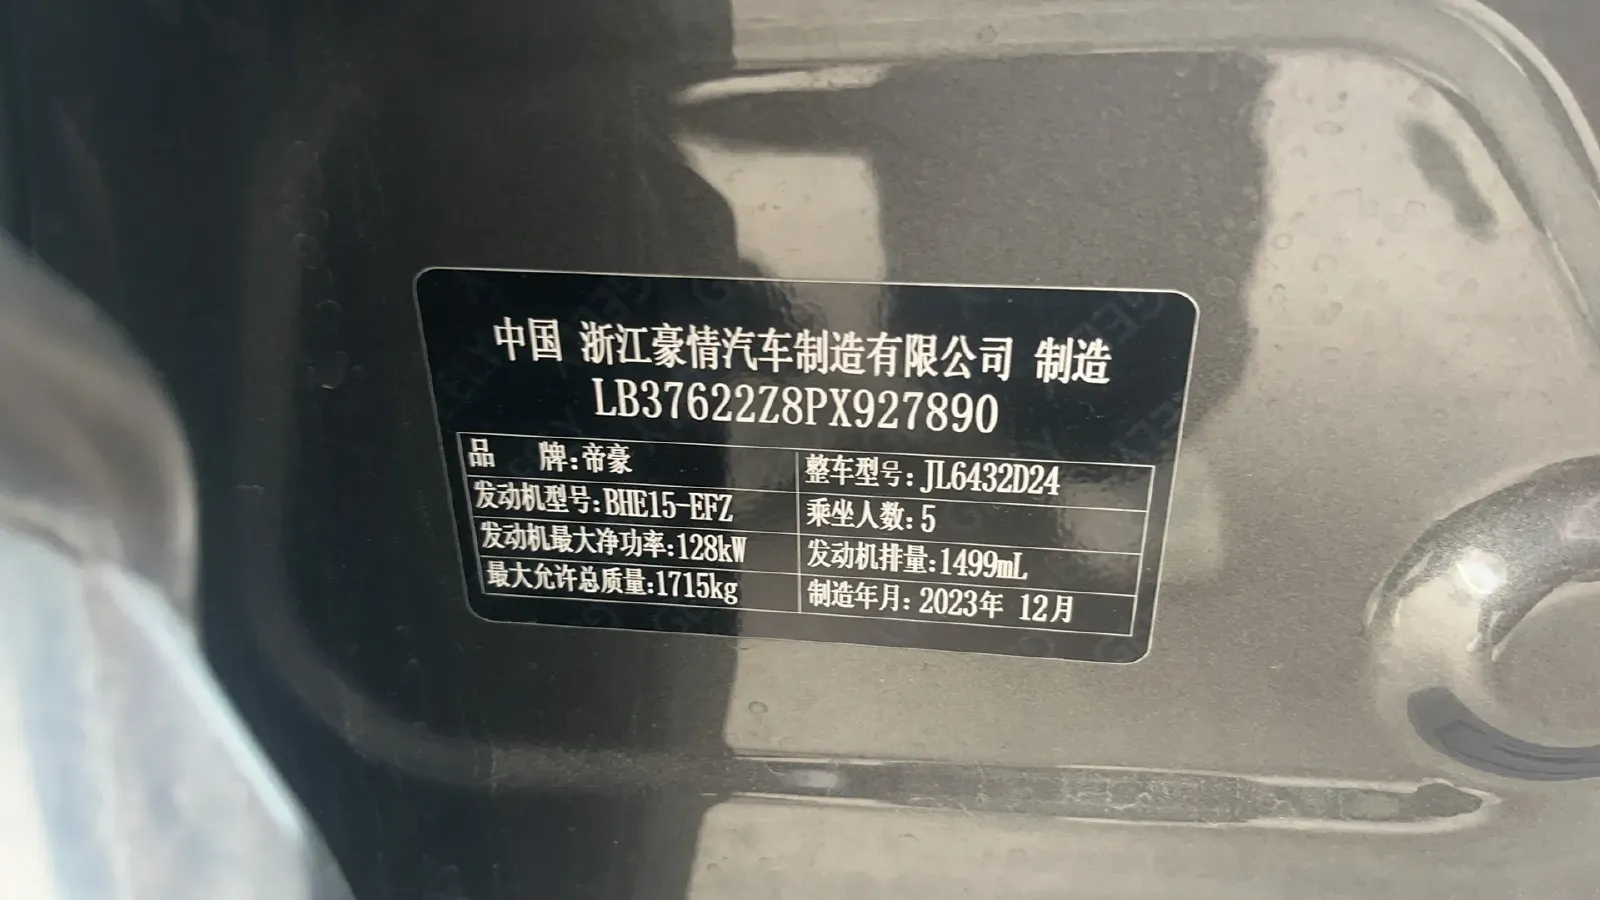 中国 浙江豪情汽车制造有限公司 制造
LB37622Z8PX927890
品 牌:帝豪 整车型号:JL6432D24
发动机型号:BHE15-EFZ 乘坐人数:5
发动机最大净功率:128kW 发动机排量:1499mL
最大允许总质量:1715kg 制造年月:2023年 12月